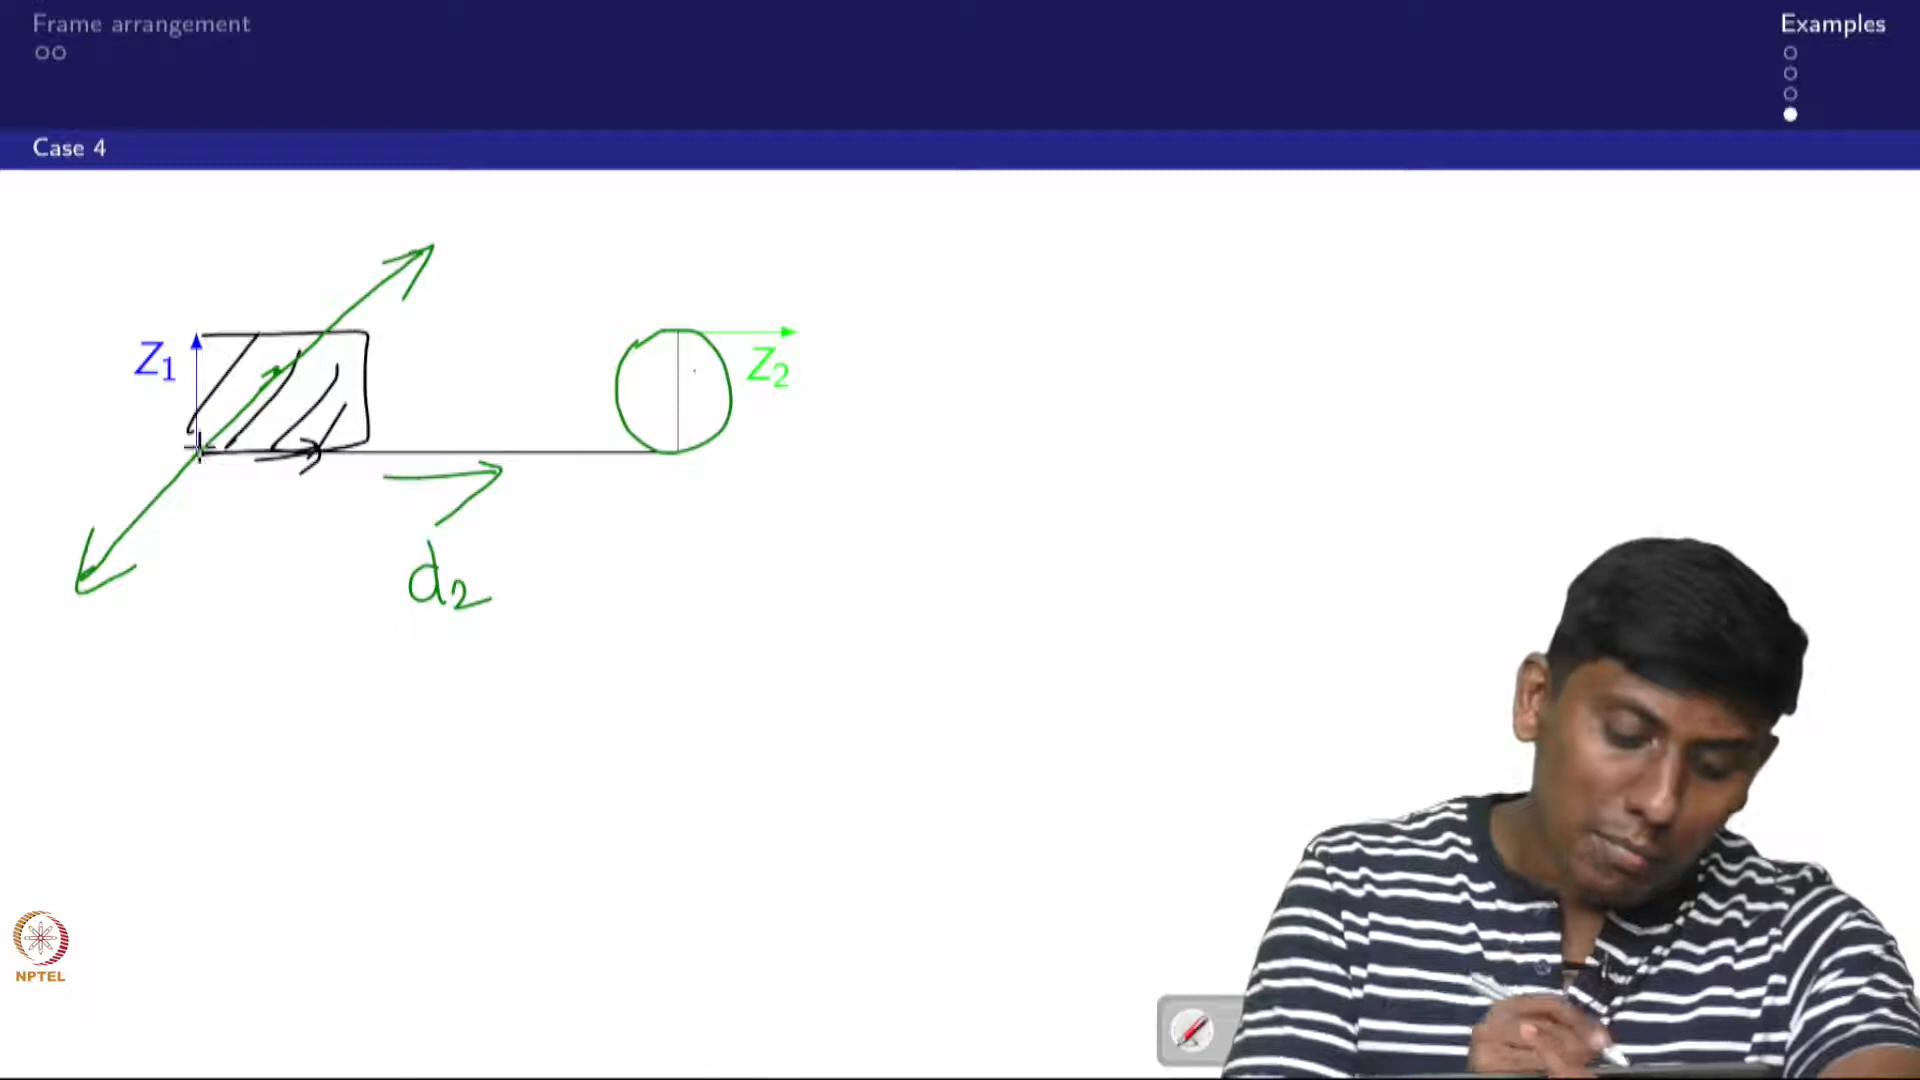 Frame arrangement
Examples
Case 4
Z1
Z2
d2
NPTEL